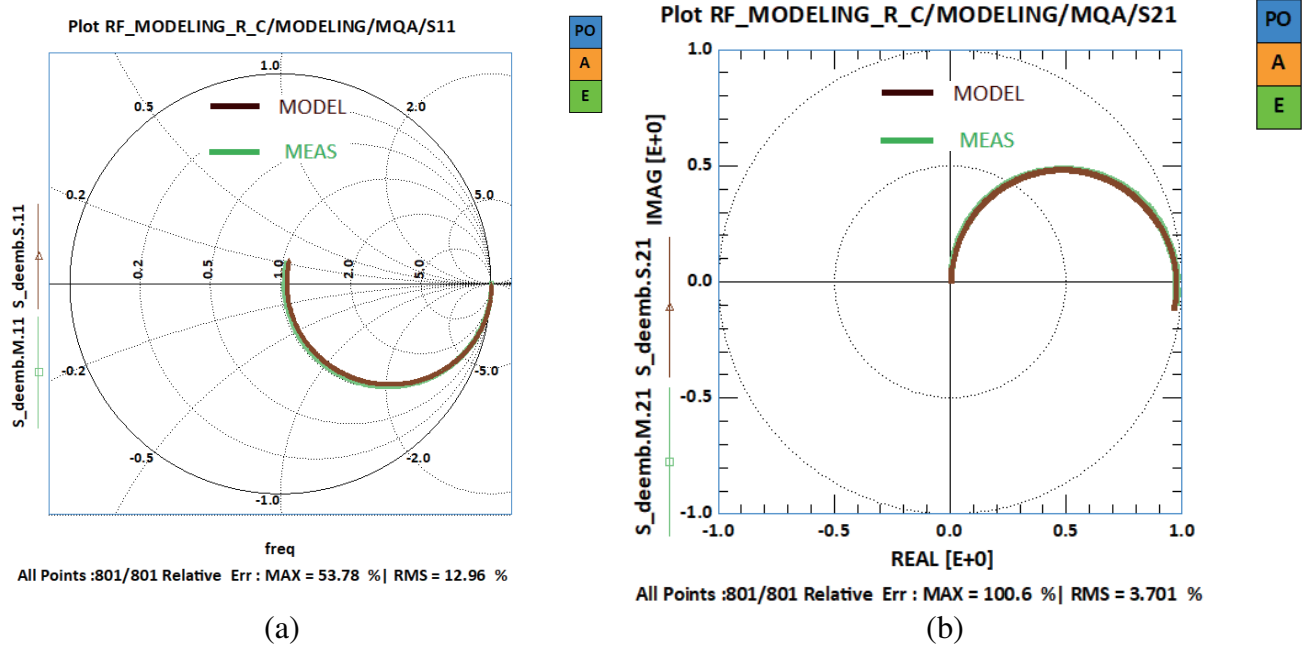 Plot RF_MODELING_R_C/MODELING/MQA/S11
PO
A
E
1.0
0.5
2.0
MODEL
MEAS
0.2
5.0
0.2
0.5
1.0
2.0
5.0
-0.2
-5.0
-0.5
-2.0
-1.0
S_deemb.M.11 S_deemb.S.11
freq
All Points :801/801 Relative Err : MAX = 53.78 %| RMS = 12.96 %
(a)
Plot RF_MODELING_R_C/MODELING/MQA/S21
PO
A
E
1.0
MODEL
MEAS
0.5
0.0
-0.5
-1.0
-1.0
-0.5
0.0
0.5
1.0
IMAG [E+0]
S_deemb.M.21 S_deemb.S.21
REAL [E+0]
All Points :801/801 Relative Err : MAX = 100.6 %| RMS = 3.701 %
(b)